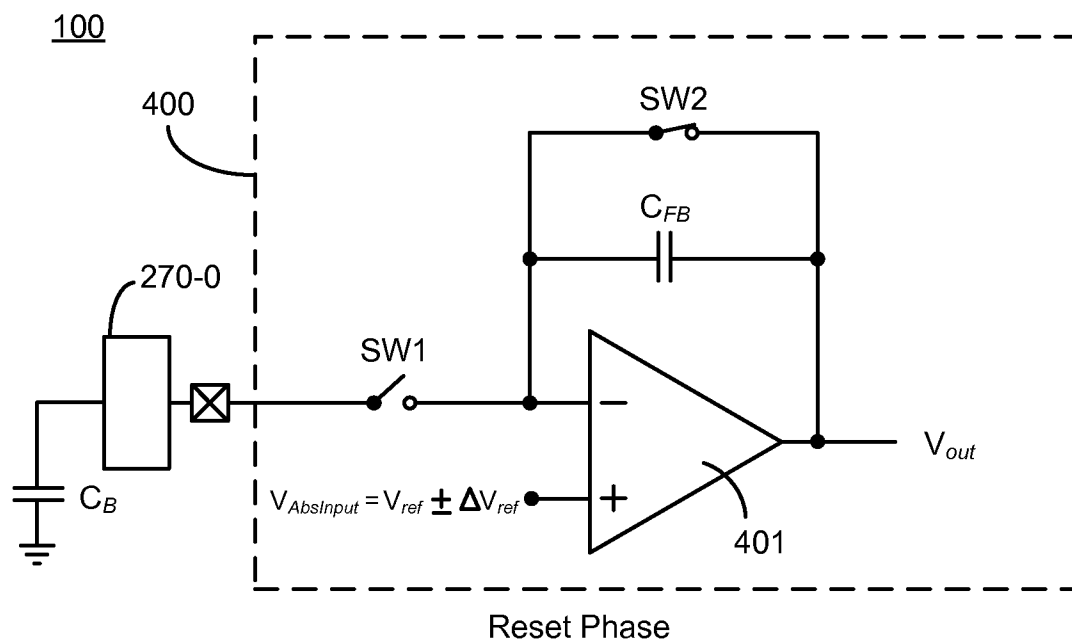 100
400
SW2
C_FB
270-0
SW1
−
C_B
V_AbsInput = V_ref ± ΔV_ref
+
V_out
401
Reset Phase